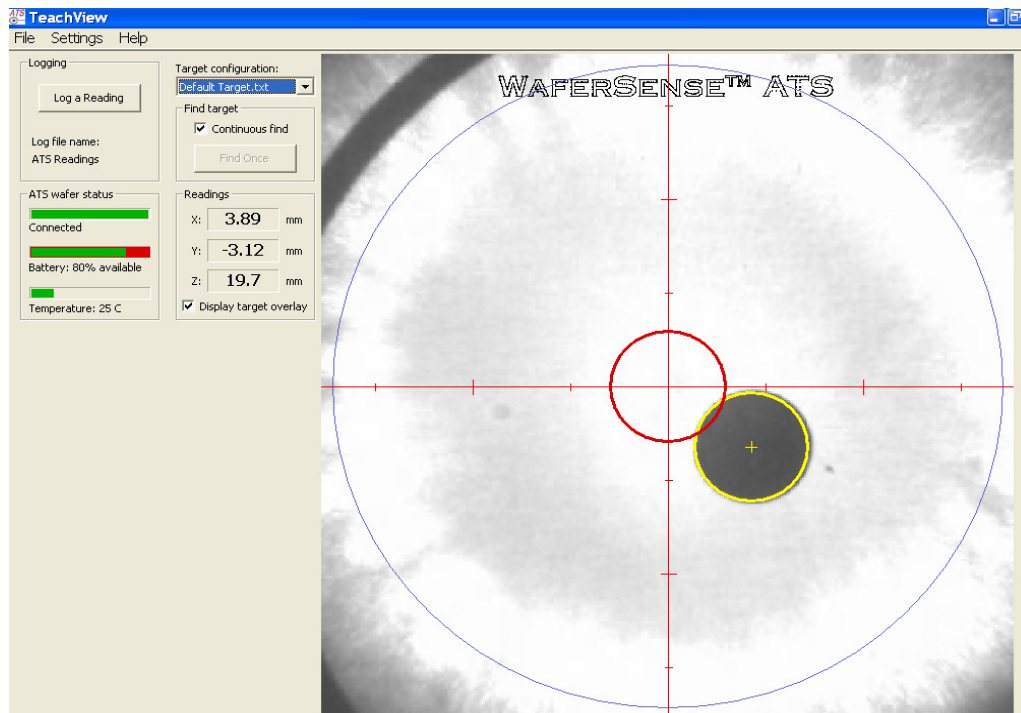 ATS TeachView
File Settings Help
Logging
Log a Reading
Log file name:
ATS Readings
Target configuration:
Default Target.txt
Find target
Continuous find
Find Once
ATS wafer status
Connected
Battery: 80% available
Temperature: 25 C
Readings
X: 3.89 mm
Y: -3.12 mm
Z: 19.7 mm
Display target overlay
WAFERSENSE™ ATS